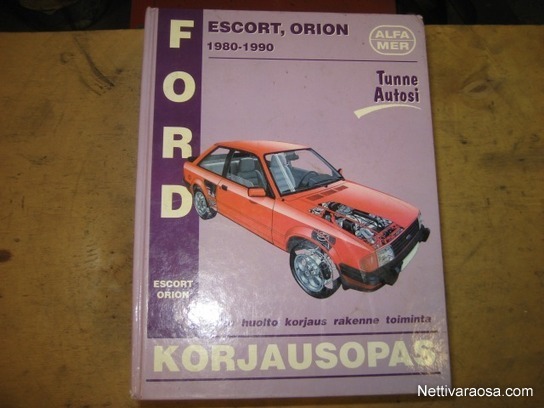 FORD
ESCORT, ORION
1980-1990
ALFA
MER
Tunne
Autosi
ESCORT
ORION
huolto korjaus rakenne toiminta
KORJAUSOPAS
Nettivaraosa.com